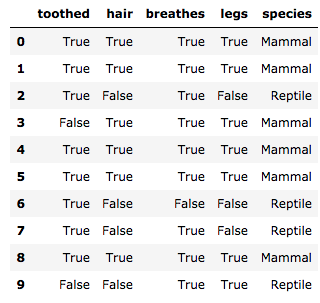 toothed hair breathes legs species
0 True True True True Mammal
1 True True True True Mammal
2 True False True False Reptile
3 False True True True Mammal
4 True True True True Mammal
5 True True True True Mammal
6 True False False False Reptile
7 True False True False Reptile
8 True True True True Mammal
9 False False True True Reptile